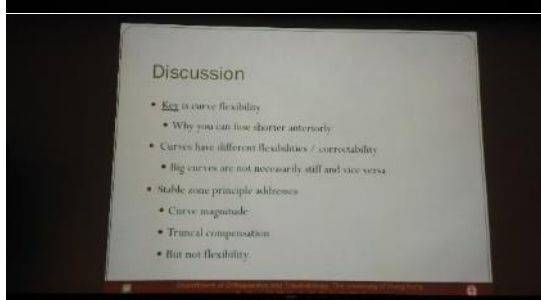 Discussion
• Key is curve flexibility
• Why you can fuse shorter anteriorly
• Curves have different flexibilities / correctability
• Big curves are not necessarily stiff and vice versa
• Stable zone principle addresses
• Curve magnitude
• Truncal compensation
• But not flexibility
Department of Orthopaedics and Traumatology, The University of Hong Kong